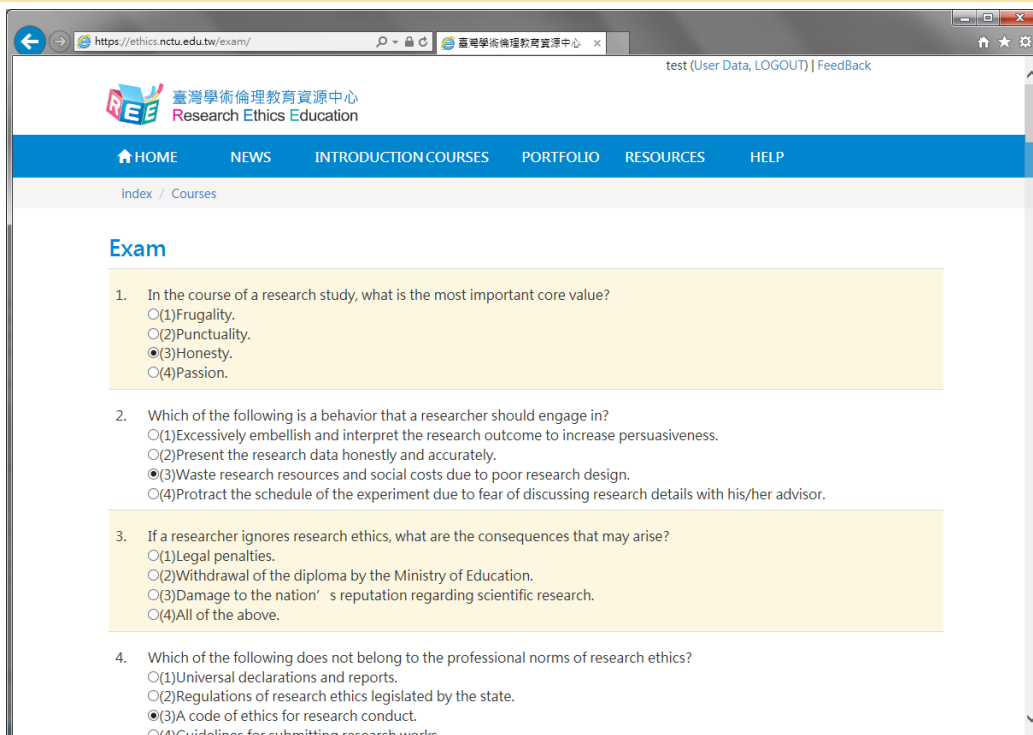 https://ethics.nctu.edu.tw/exam/
臺灣學術倫理教育資源中心
test (User Data, LOGOUT) | FeedBack
REE
臺灣學術倫理教育資源中心
Research Ethics Education
HOME NEWS INTRODUCTION COURSES PORTFOLIO RESOURCES HELP
index / Courses
Exam
1. In the course of a research study, what is the most important core value?
(1)Frugality.
(2)Punctuality.
(3)Honesty.
(4)Passion.
2. Which of the following is a behavior that a researcher should engage in?
(1)Excessively embellish and interpret the research outcome to increase persuasiveness.
(2)Present the research data honestly and accurately.
(3)Waste research resources and social costs due to poor research design.
(4)Protract the schedule of the experiment due to fear of discussing research details with his/her advisor.
3. If a researcher ignores research ethics, what are the consequences that may arise?
(1)Legal penalties.
(2)Withdrawal of the diploma by the Ministry of Education.
(3)Damage to the nation’ s reputation regarding scientific research.
(4)All of the above.
4. Which of the following does not belong to the professional norms of research ethics?
(1)Universal declarations and reports.
(2)Regulations of research ethics legislated by the state.
(3)A code of ethics for research conduct.
(4)Guidelines for submitting research works.